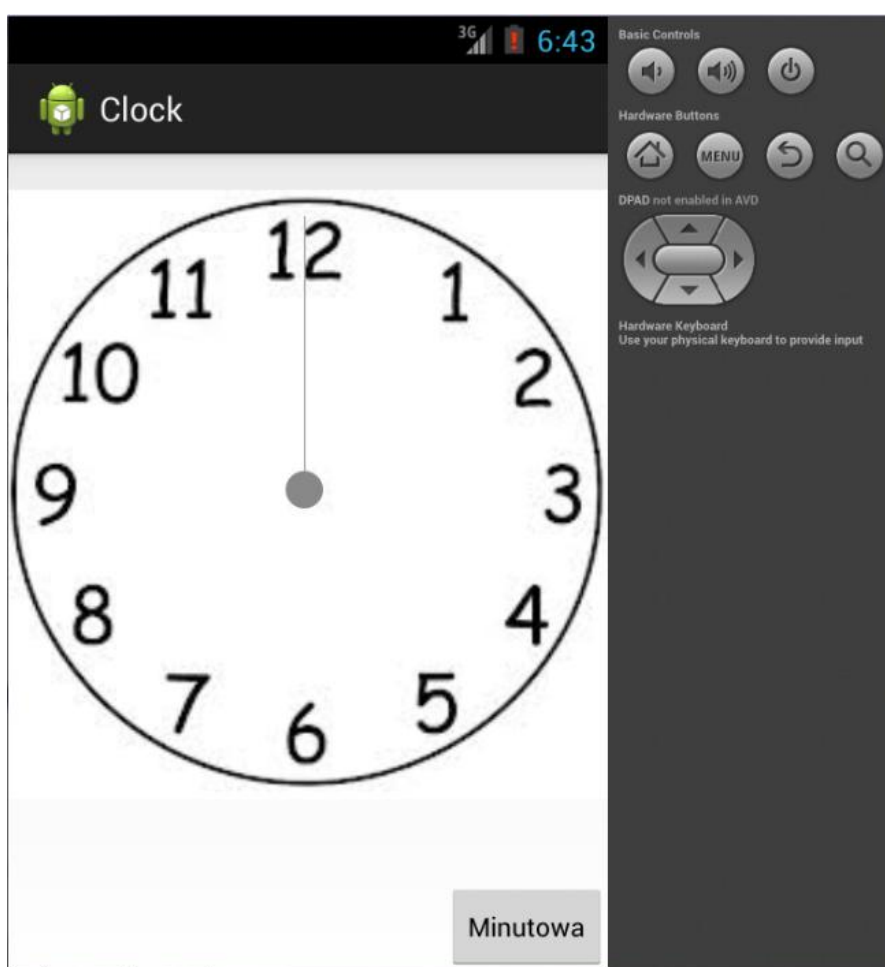 3G 6:43
Clock
12
11
1
10
2
9
3
8
4
7
5
6
Minutowa
Basic Controls
Hardware Buttons
MENU
DPAD not enabled in AVD
Hardware Keyboard
Use your physical keyboard to provide input